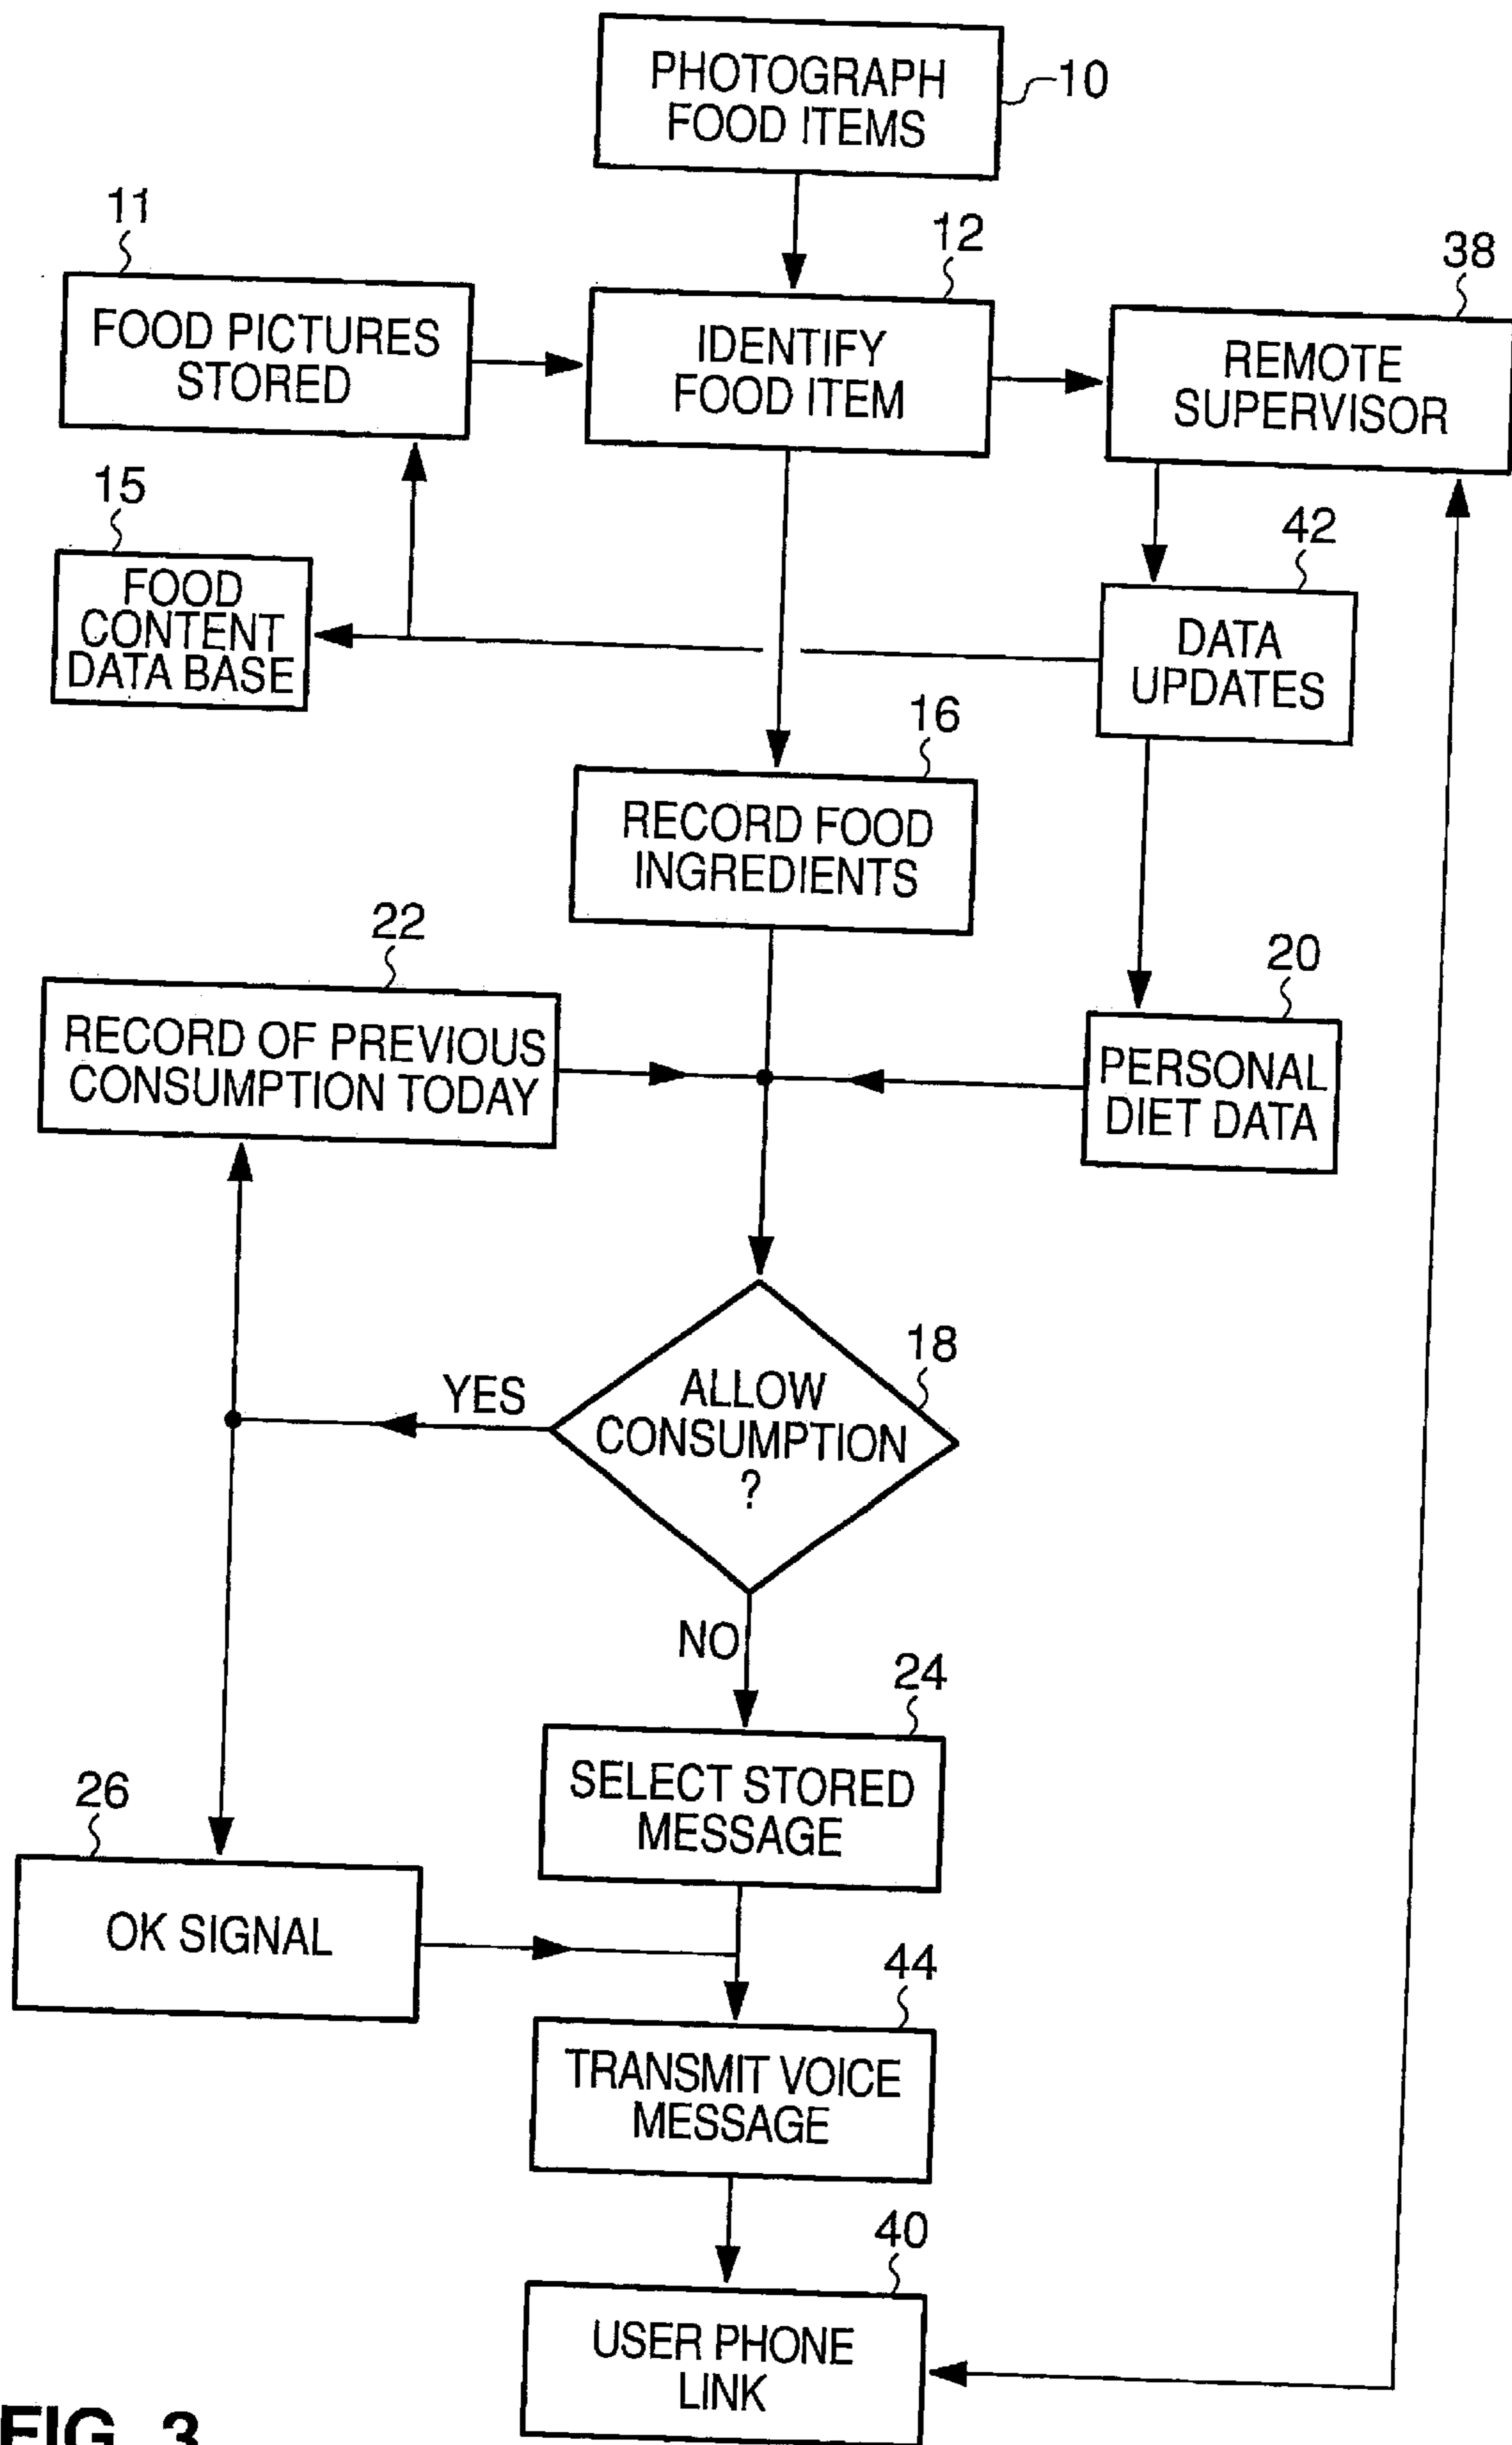 PHOTOGRAPH
FOOD ITEMS
10
11
12
38
FOOD PICTURES
STORED
IDENTIFY
FOOD ITEM
REMOTE
SUPERVISOR
15
42
FOOD
CONTENT
DATA BASE
DATA
UPDATES
16
RECORD FOOD
INGREDIENTS
22
20
RECORD OF PREVIOUS
CONSUMPTION TODAY
PERSONAL
DIET DATA
18
YES
ALLOW
CONSUMPTION
?
NO
24
SELECT STORED
MESSAGE
26
OK SIGNAL
44
TRANSMIT VOICE
MESSAGE
40
USER PHONE
LINK
FIG. 3